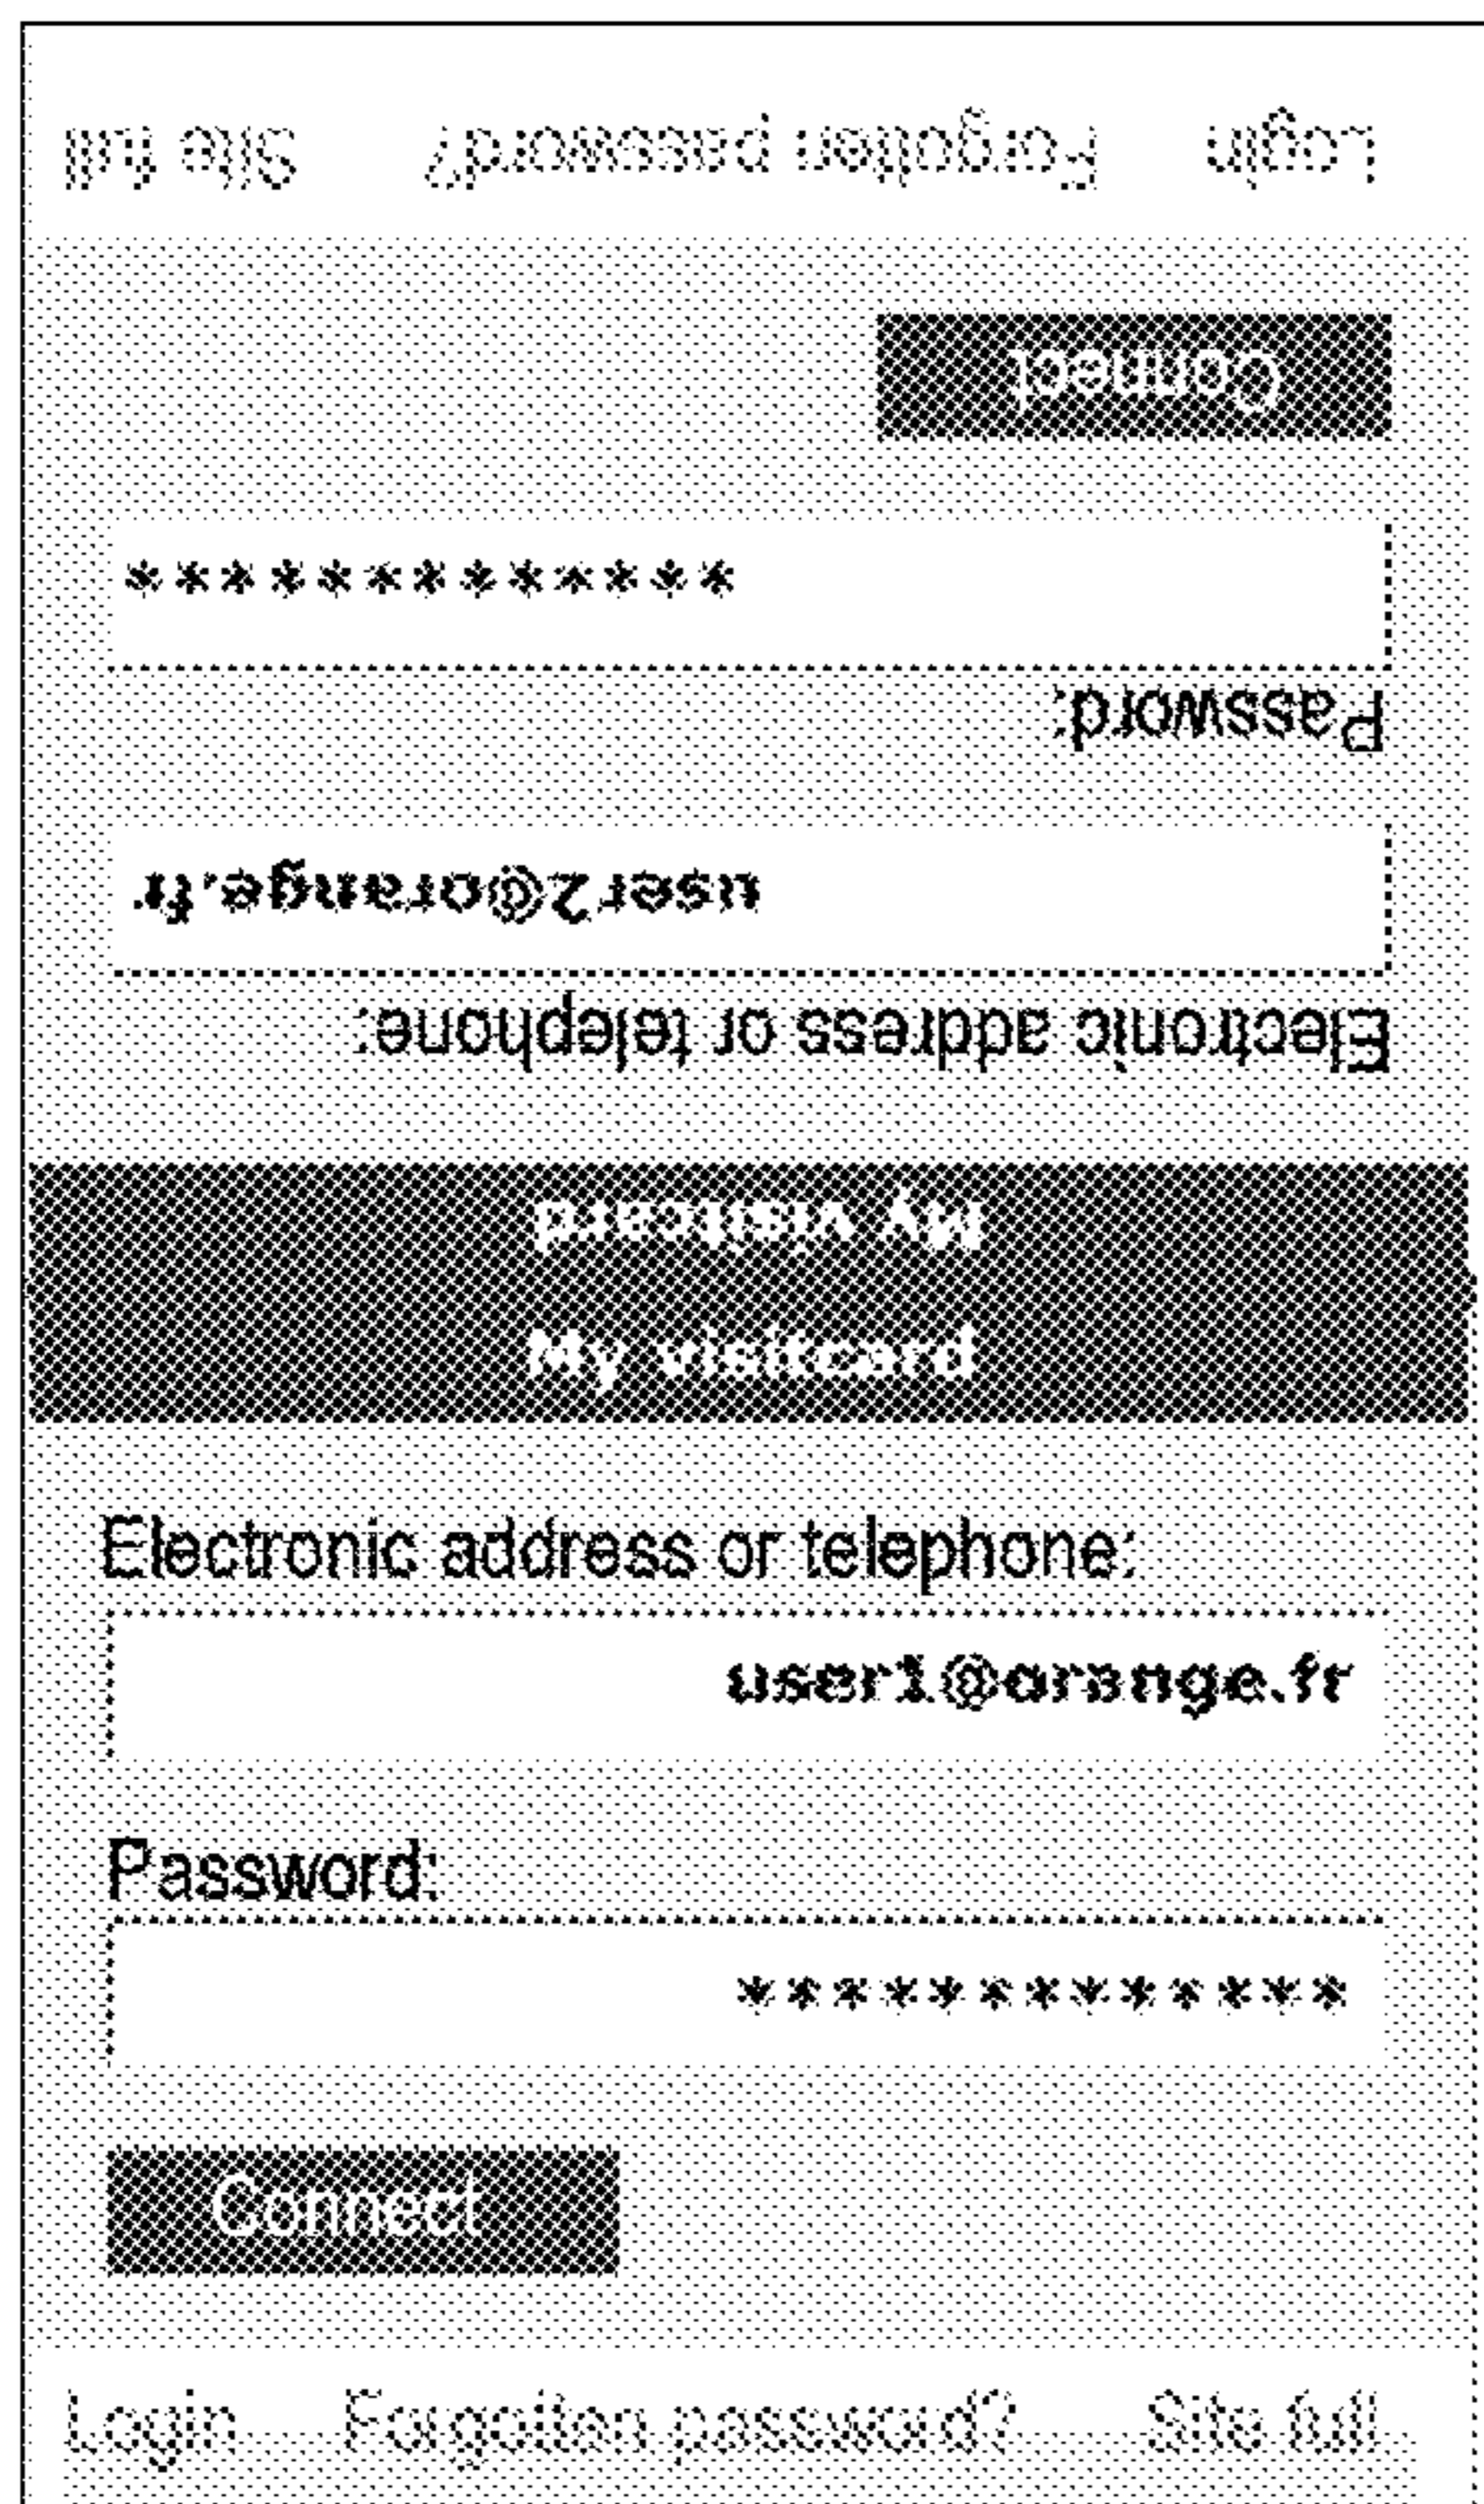 Login Forgotten password? Site full
Connect
*************
Password:
user2@orange.fr
Electronic address or telephone:
My visitcard
My visitcard
Electronic address or telephone:
user1@orange.fr
Password:
*************
Connect
Login Forgotten password? Site full